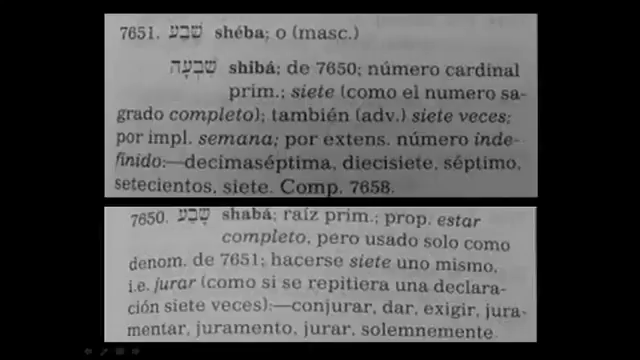 7651. שֶׁבַע shéba; o (masc.)
שִׁבְעָה shibá; de 7650; número cardinal
prim.; siete (como el numero sa-
grado completo); también (adv.) siete veces;
por impl. semana; por extens. número inde-
finido:—decimaséptima, diecisiete, séptimo,
setecientos, siete. Comp. 7658.
7650. שָׁבַע shabá; raíz prim.; prop. estar
completo, pero usado solo como
denom. de 7651; hacerse siete uno mismo,
i.e. jurar (como si se repitiera una declara-
ción siete veces):—conjurar, dar, exigir, jura-
mentar, juramento, jurar, solemnemente